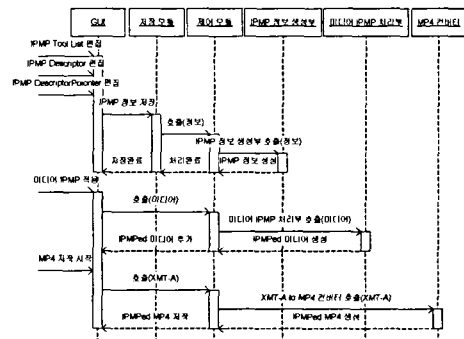 GUI 저장 모듈 제어 모듈 IPMP 정보 생성부 미디어 IPMP 처리부 MP4 컨버터
IPMP Tool List 편집
IPMP Descriptor 편집
IPMP DescriptorPointer 편집
IPMP 정보 저장
호출(정보)
IPMP 정보 생성부 호출(정보)
저장완료 처리완료 IPMP 정보 생성
미디어 IPMP 적용
호출(미디어)
미디어 IPMP 처리부 호출(미디어)
IPMPed 미디어 추가 IPMPed 미디어 생성
MP4 저작 시작
호출(XMT-A)
XMT-A to MP4 컨버터 호출(XMT-A)
IPMPed MP4 저작 IPMPed MP4 생성